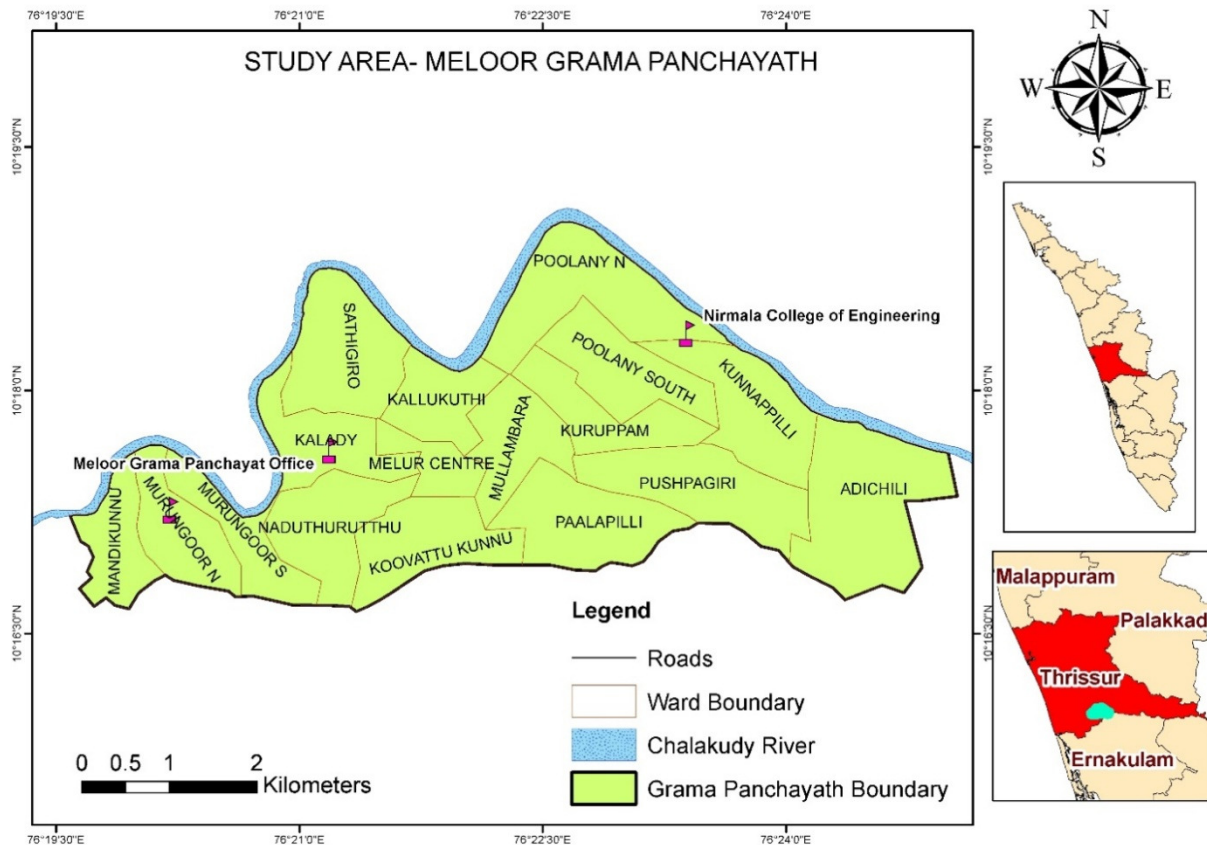 76°19'30"E
76°21'0"E
76°22'30"E
76°24'0"E
STUDY AREA- MELOOR GRAMA PANCHAYATH
N
W
E
S
10°19'30"N
10°19'30"N
POOLANY N
Nirmala College of Engineering
SATHIGIRO
POOLANY SOUTH
KUNNAPPILLI
10°18'0"N
10°18'0"N
KALLUKUTHI
MULLAMBARA
KURUPPAM
KALADY
Meloor Grama Panchayat Office
MELUR CENTRE
PUSHPAGIRI
ADICHILI
MANDIKUNNU
MURUNGOOR N
MURUNGOOR S
NADUTHURUTTHU
PAALAPILLI
KOOVATTU KUNNU
10°16'30"N
10°16'30"N
Legend
Roads
Ward Boundary
Chalakudy River
Grama Panchayath Boundary
0 0.5 1 2
Kilometers
Malappuram
Palakkad
Thrissur
Ernakulam
76°19'30"E
76°21'0"E
76°22'30"E
76°24'0"E